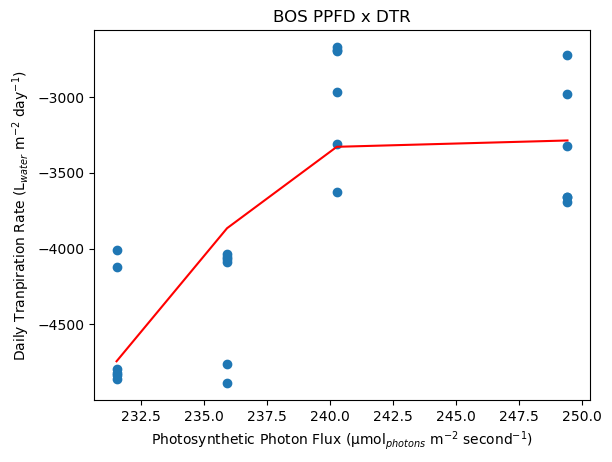 BOS PPFD x DTR
Daily Tranpiration Rate (L$_{water}$ m$^{-2}$ day$^{-1}$)
−3000
−3500
−4000
−4500
232.5 235.0 237.5 240.0 242.5 245.0 247.5 250.0
Photosynthetic Photon Flux (μmol$_{photons}$ m$^{-2}$ second$^{-1}$)